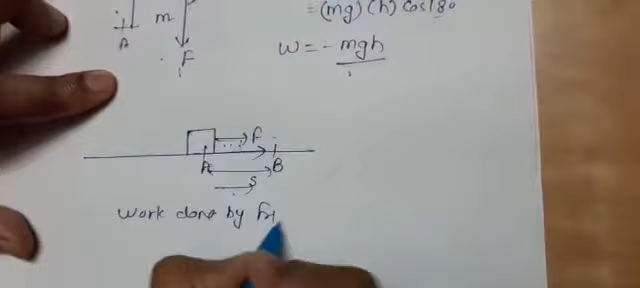 = (mg) (h) cos180
m
A
F
W = - mgh
F
A
B
S
Work done by